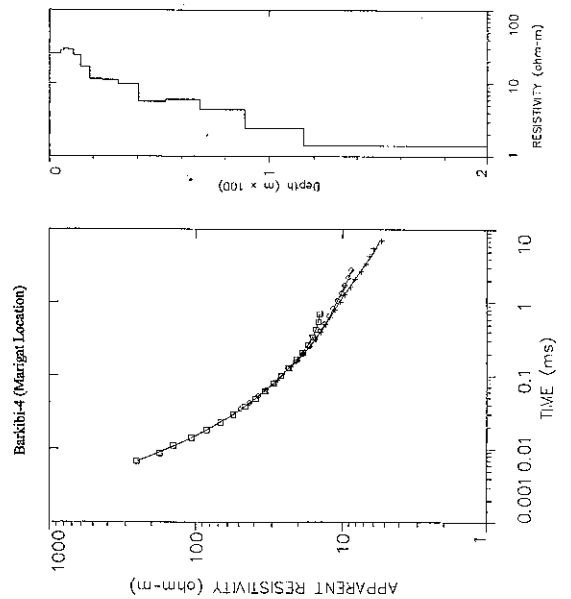 Barkibi-4 (Marigat Location)
APPARENT RESISTIVITY (ohm-m)
1000
100
10
1
0.001 0.01 0.1 1 10
TIME (ms)
Depth (m x 100)
0
1
2
1 10 100
RESISTIVITY (ohm-m)